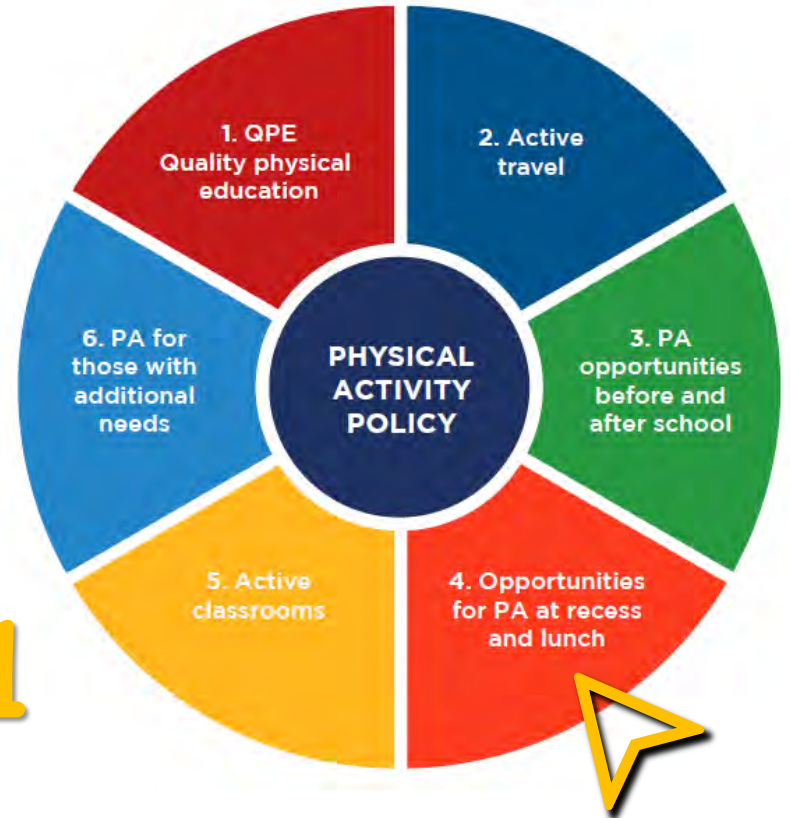 1. QPE
Quality physical
education
2. Active
travel
3. PA
opportunities
before and
after school
4. Opportunities
for PA at recess
and lunch
5. Active
classrooms
6. PA for
those with
additional
needs
PHYSICAL
ACTIVITY
POLICY